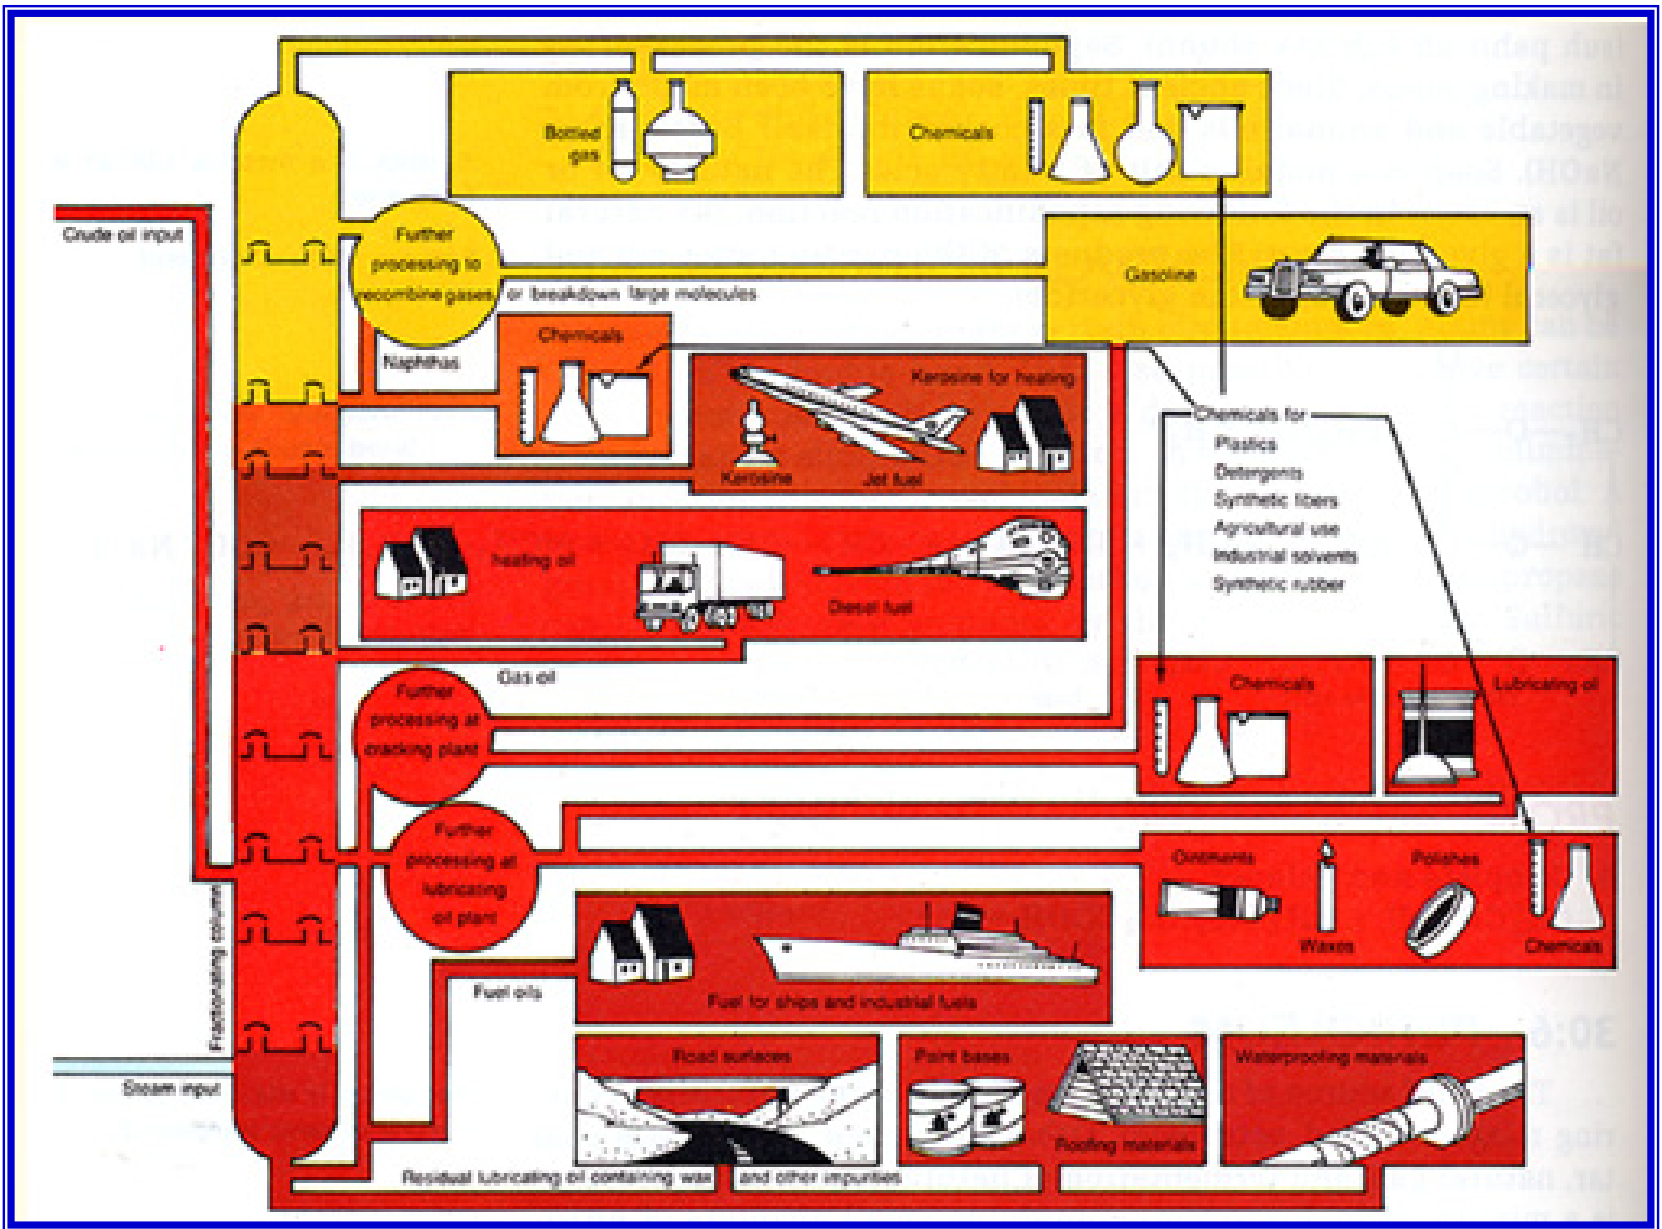 Bottled
gas
Chemicals
Crude oil input
Further
processing to
recombine gases or breakdown large molecules
Gasoline
Chemicals
Naphthas
Kerosine for heating
Kerosine
Jet fuel
Chemicals for
Plastics
Detergents
Synthetic fibers
Agricultural use
Industrial solvents
Synthetic rubber
heating oil
Diesel fuel
Gas oil
Further
processing at
cracking plant
Chemicals
Lubricating oil
Further
processing at
lubricating
oil plant
Ointments
Waxes
Polishes
Chemicals
Fractionating column
Fuel oils
Fuel for ships and industrial fuels
Steam input
Road surfaces
Paint bases
Roofing materials
Waterproofing materials
Residual lubricating oil containing wax and other impurities